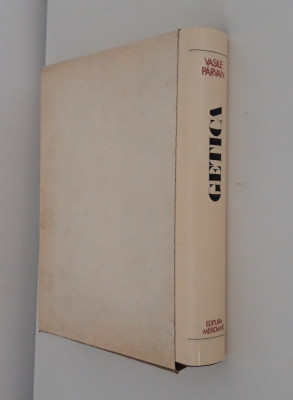 VASILE
PÂRVAN
GETICA
EDITURA
MERIDIANE